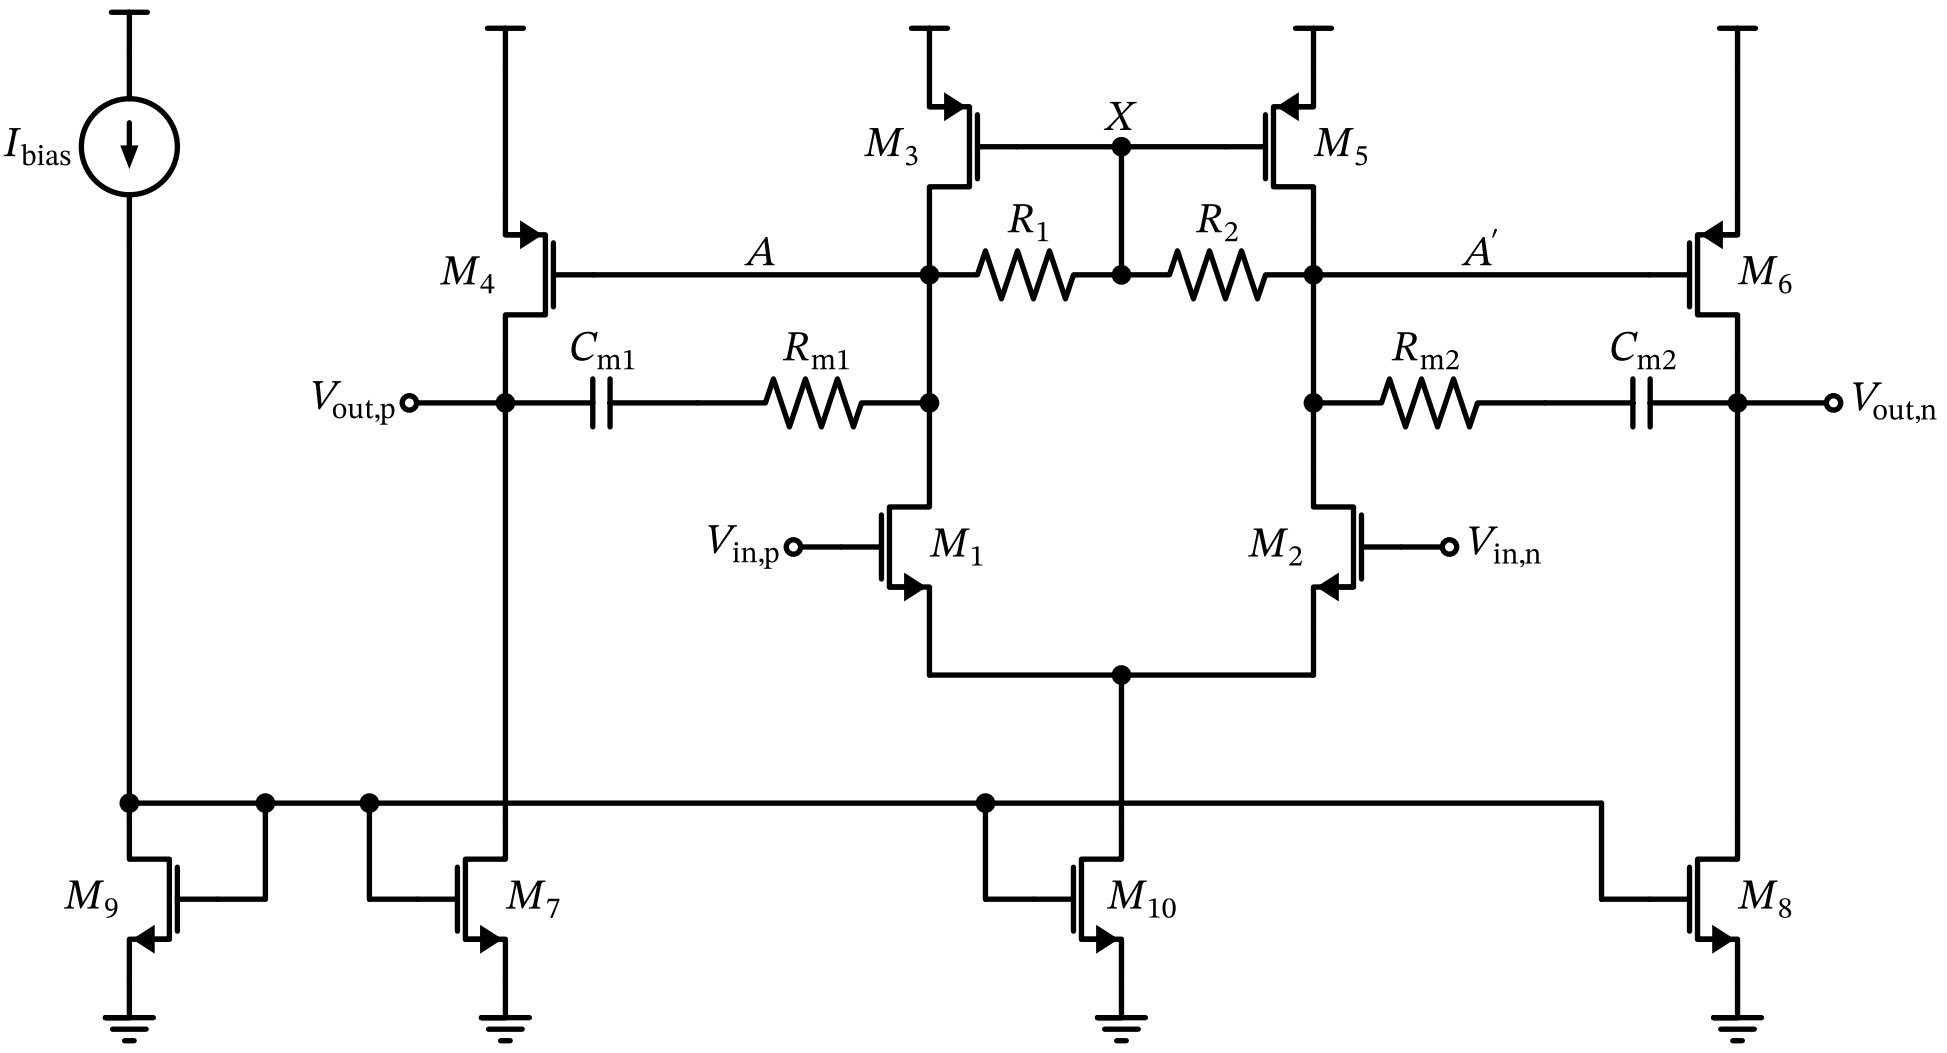 X
I_bias
M_3
M_5
R_1
R_2
A
A′
M_4
M_6
C_m1
R_m1
R_m2
C_m2
V_out,p
V_out,n
V_in,p
M_1
M_2
V_in,n
M_9
M_7
M_10
M_8